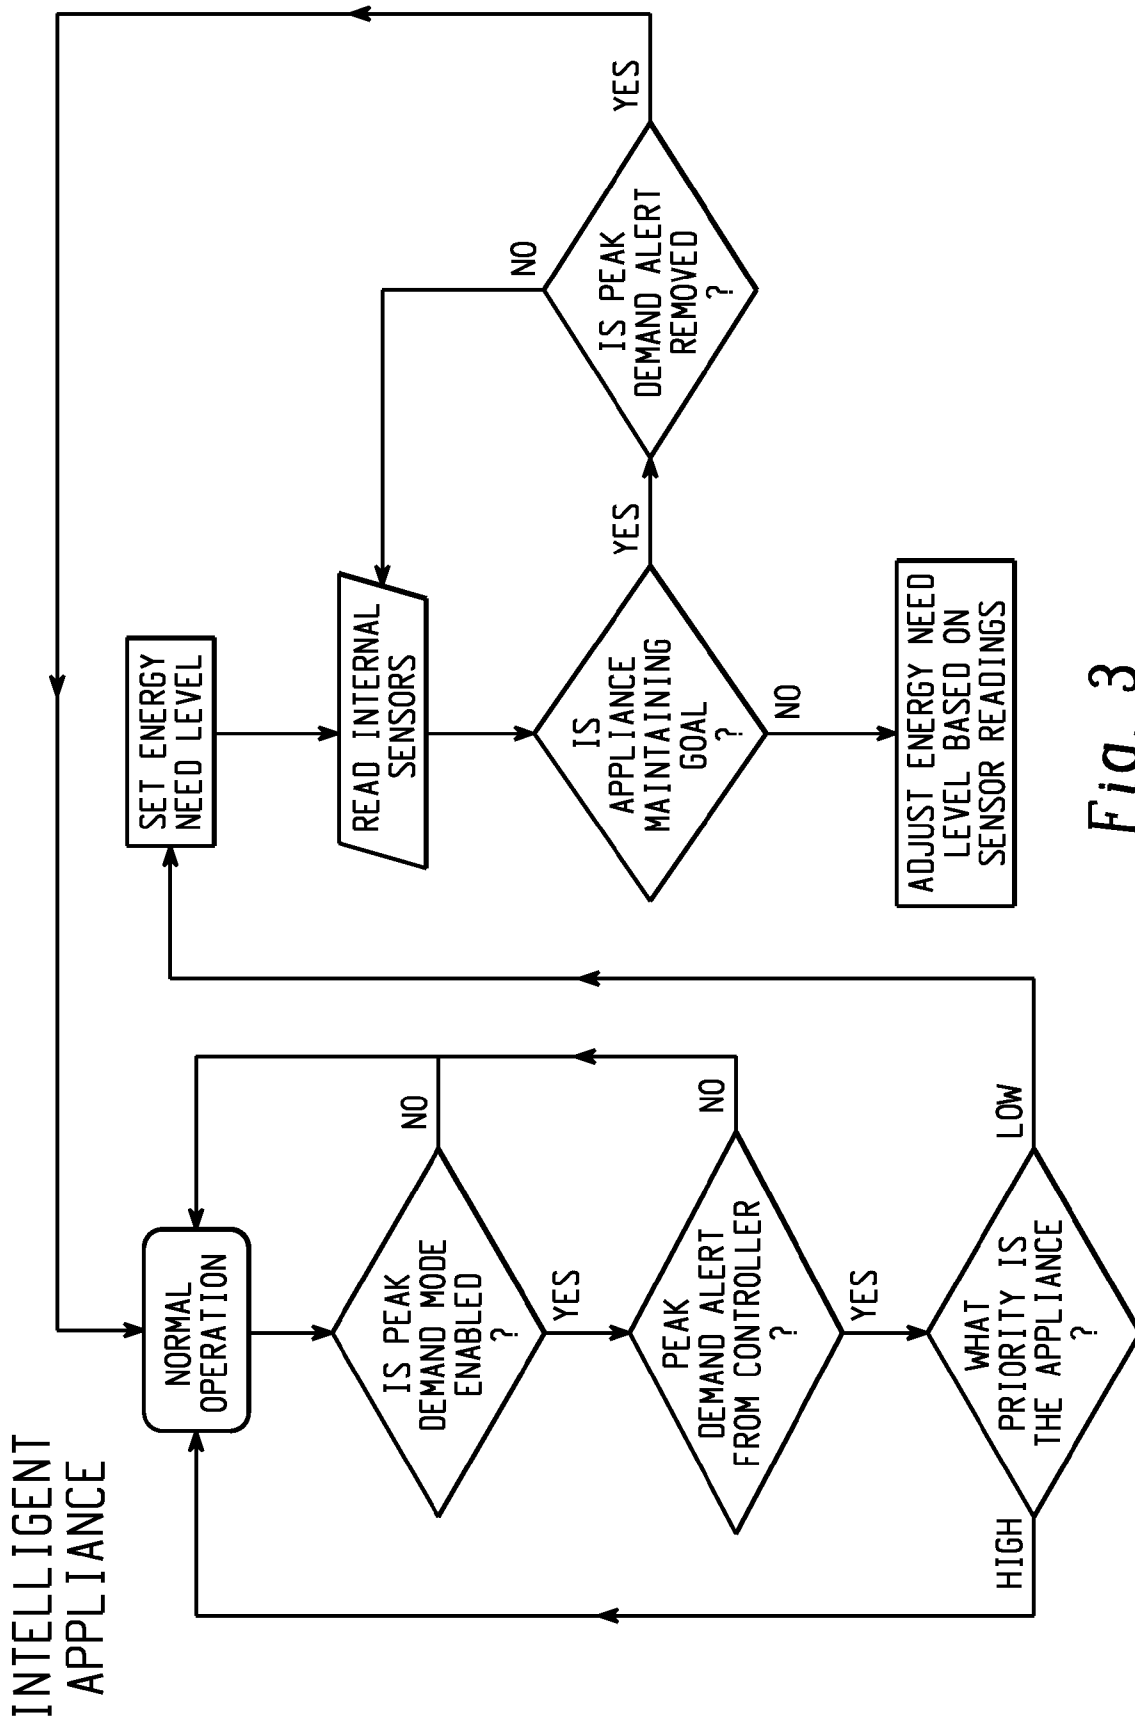 INTELLIGENT
APPLIANCE
NORMAL
OPERATION
IS PEAK
DEMAND MODE
ENABLED
?
NO
YES
PEAK
DEMAND ALERT
FROM CONTROLLER
?
NO
YES
WHAT
PRIORITY IS
THE APPLIANCE
?
HIGH
LOW
SET ENERGY
NEED LEVEL
READ INTERNAL
SENSORS
IS
APPLIANCE
MAINTAINING
GOAL
?
YES
NO
ADJUST ENERGY NEED
LEVEL BASED ON
SENSOR READINGS
IS PEAK
DEMAND ALERT
REMOVED
?
NO
YES
Fig. 3